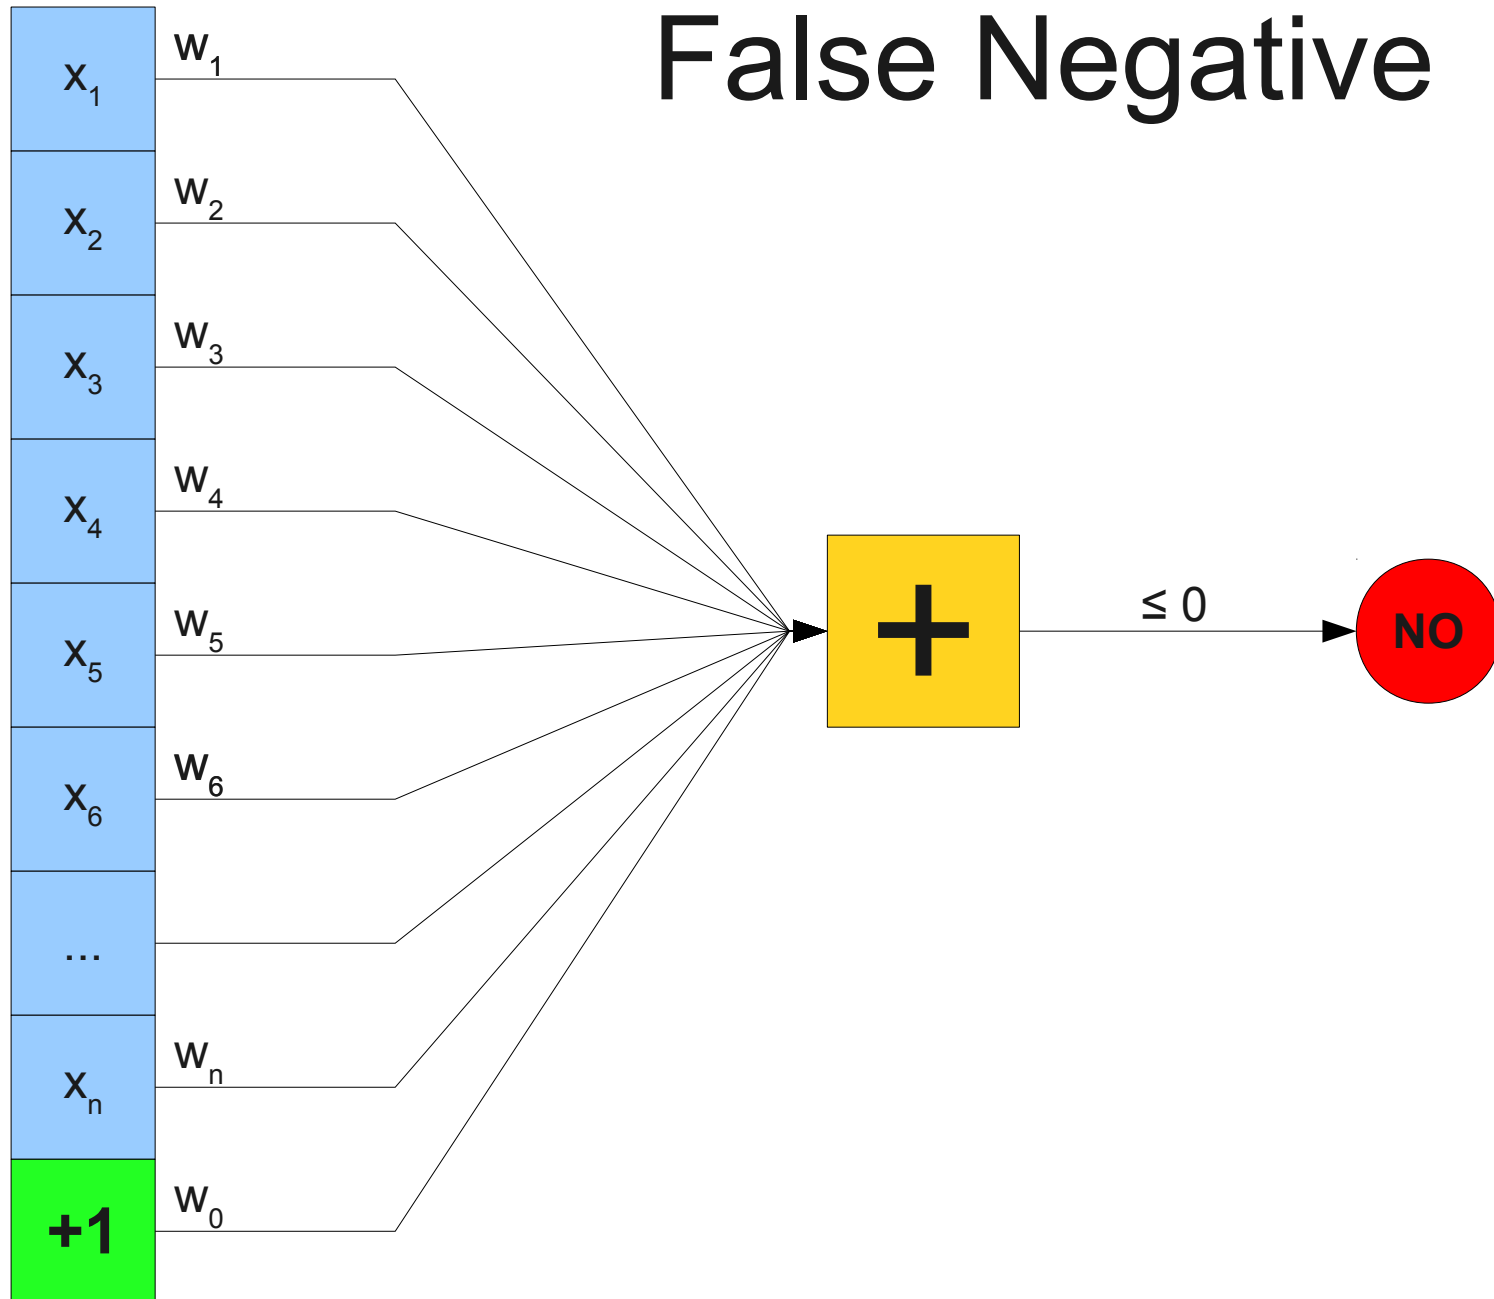 False Negative
x₁ w₁
x₂ w₂
x₃ w₃
x₄ w₄
x₅ w₅
x₆ w₆
...
xₙ wₙ
+1 w₀
+
≤ 0
NO